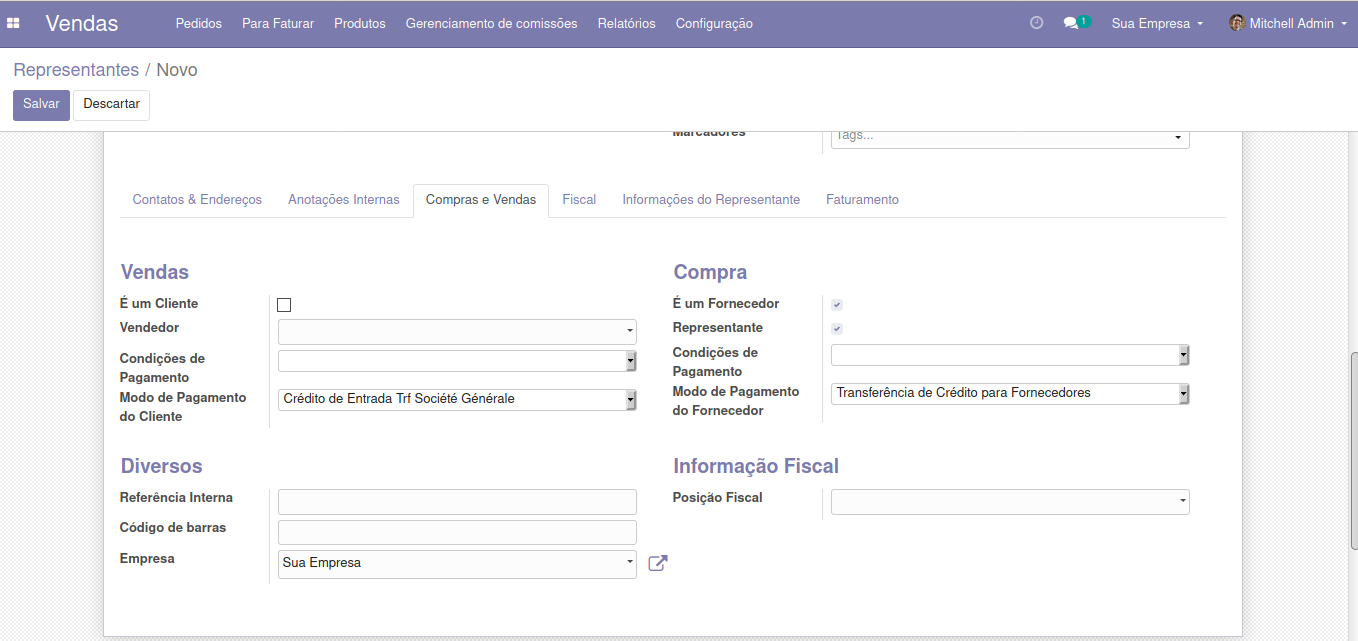 Vendas Pedidos Para Faturar Produtos Gerenciamento de comissões Relatórios Configuração 1 Sua Empresa Mitchell Admin
Representantes / Novo
Salvar Descartar
Marcadores Tags...
Contatos & Endereços Anotações Internas Compras e Vendas Fiscal Informações do Representante Faturamento
Vendas
É um Cliente
Vendedor
Condições de
Pagamento
Modo de Pagamento
do Cliente
Crédito de Entrada Trf Société Générale
Compra
É um Fornecedor
Representante
Condições de
Pagamento
Modo de Pagamento
do Fornecedor
Transferência de Crédito para Fornecedores
Diversos
Referência Interna
Código de barras
Empresa Sua Empresa
Informação Fiscal
Posição Fiscal